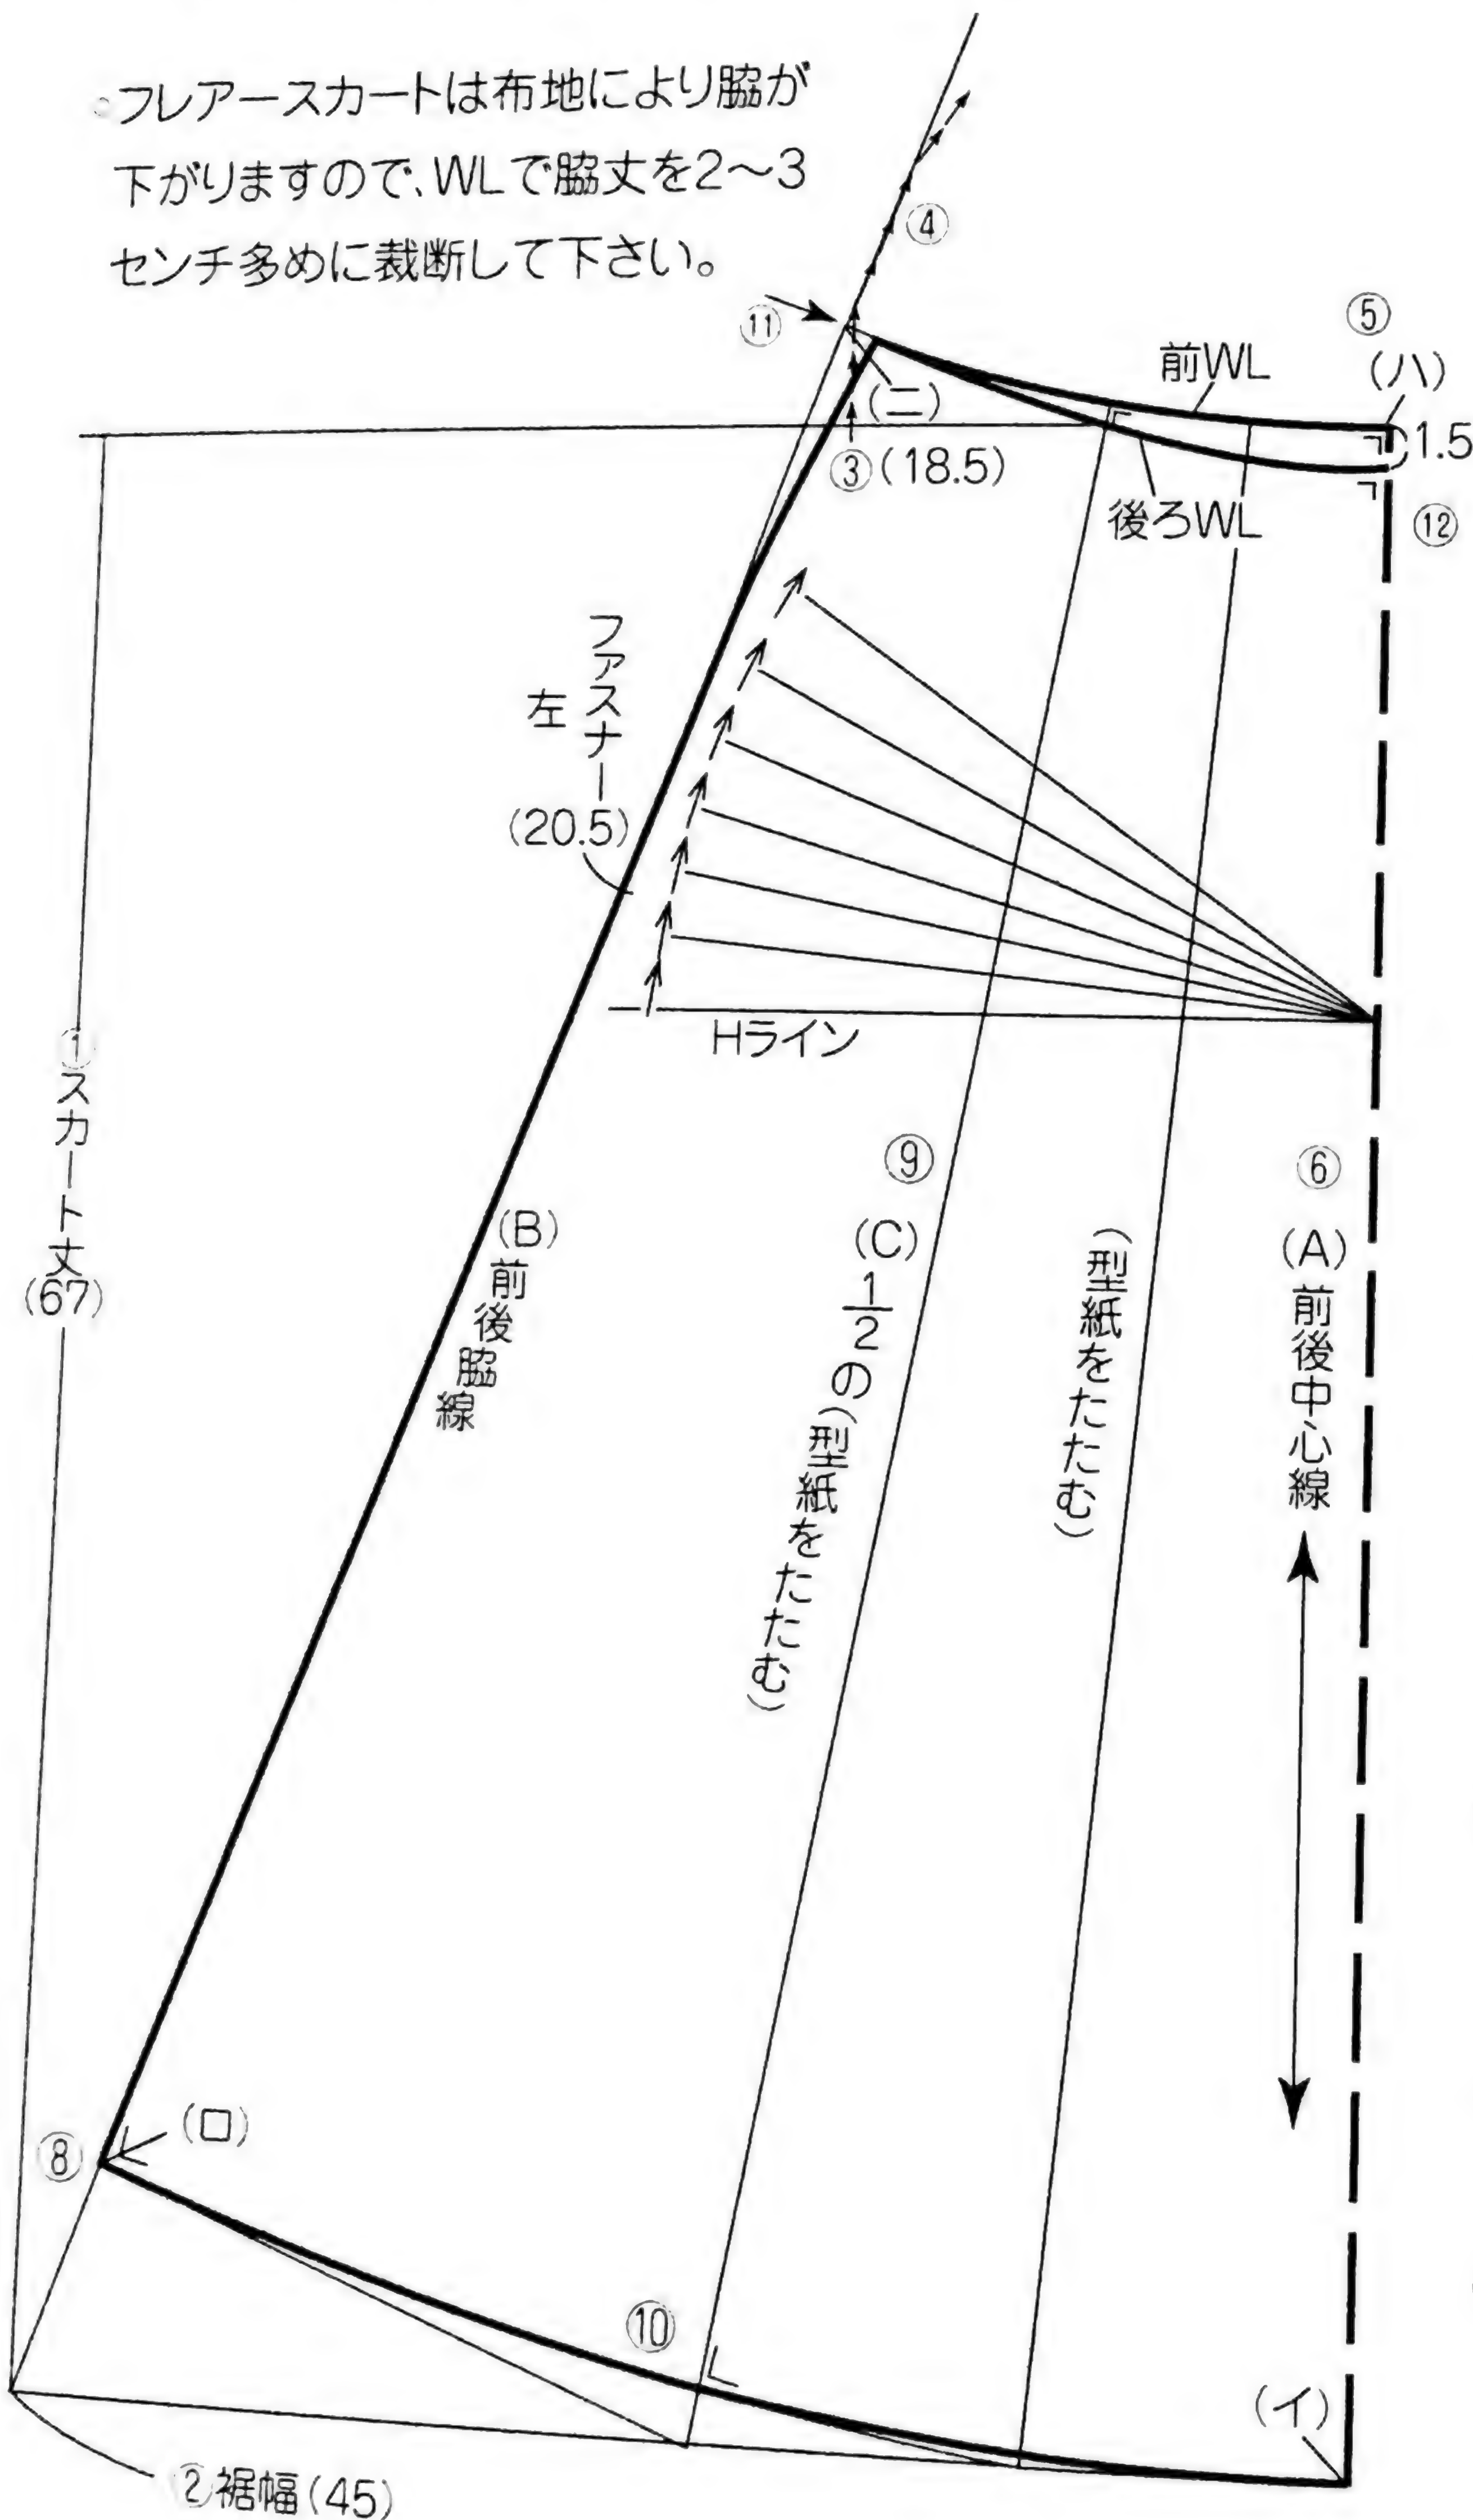 。フレアースカートは布地により脇が
下がりますので、WLで脇丈を2〜3
センチ多めに裁断して下さい。
④
⑪
⑤
(ハ)
前WL
(ニ)
1.5
③(18.5)
後ろWL
⑫
ファスナー
左
(20.5)
Hライン
①スカート丈
(67)
(B)前後脇線
⑨
(C)
1/2の(型紙をたたむ)
(型紙をたたむ)
⑥
(A)前後中心線
⑧
(ロ)
⑩
(イ)
②裾幅(45)